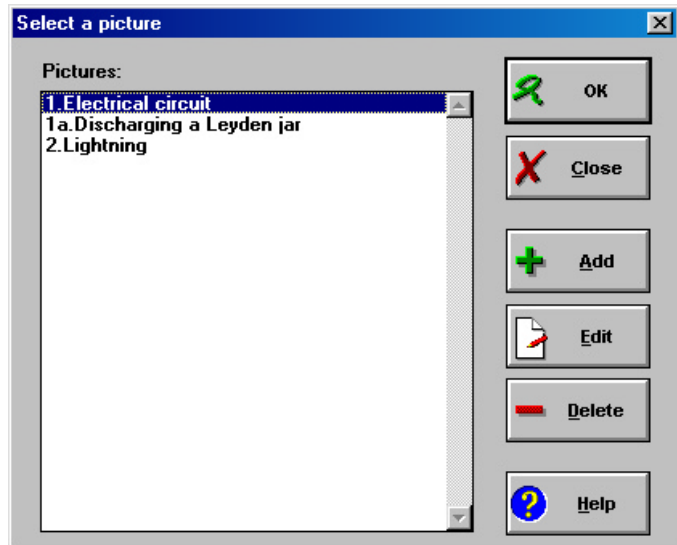 Select a picture
Pictures:
1.Electrical circuit
1a.Discharging a Leyden jar
2.Lightning
OK
Close
Add
Edit
Delete
Help